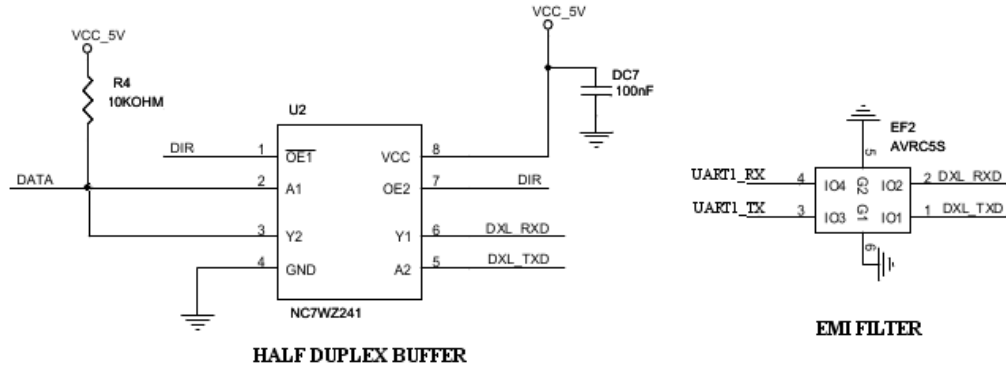 VCC_5V
VCC_5V
R4
10KOHM
DC7
100nF
U2
DIR 1 OE1 VCC 8
DATA 2 A1 OE2 7 DIR
3 Y2 Y1 6 DXL_RXD
4 GND A2 5 DXL_TXD
NC7WZ241
HALF DUPLEX BUFFER
EF2
AVRC5S
5
UART1_RX 4 IO4 G2 IO2 2 DXL_RXD
UART1_TX 3 IO3 G1 IO1 1 DXL_TXD
6
EMI FILTER